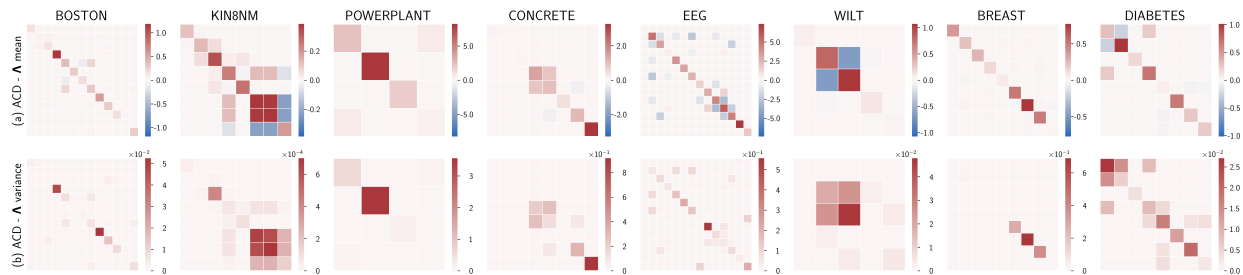 BOSTON KIN8NM POWERPLANT CONCRETE EEG WILT BREAST DIABETES
(a) ACD - Λ mean
1.0 0.5 0.0 -0.5 -1.0
0.2 0.0 -0.2
5.0 2.5 0.0 -2.5 -5.0
2.0 1.0 0.0 -1.0 -2.0
5.0 2.5 0.0 -2.5 -5.0
1.0 0.5 0.0 -0.5 -1.0
0.5 0.0 -0.5
1.0 0.5 0.0 -0.5 -1.0
(b) ACD - Λ variance
×10⁻² 5 4 3 2 1 0
×10⁻⁴ 6 4 2 0
3 2 1 0
×10⁻¹ 8 6 4 2 0
×10⁻¹ 5 4 3 2 1 0
×10⁻² 4 3 2 1 0
×10⁻¹ 6 4 2 0
×10⁻² 2.5 2.0 1.5 1.0 0.5 0.0